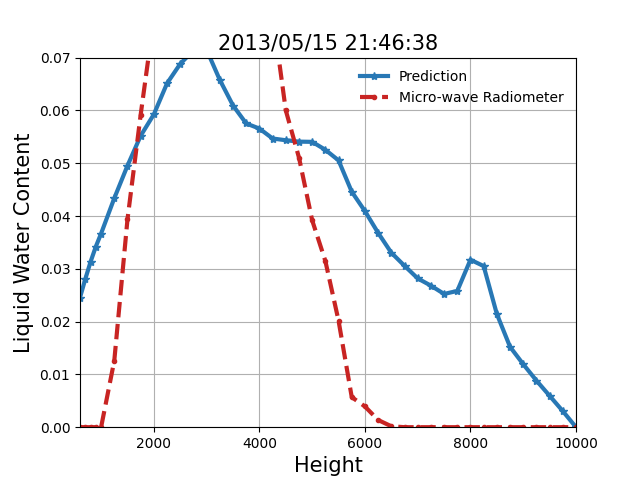 2013/05/15 21:46:38
Prediction
Micro-wave Radiometer
Liquid Water Content
0.07
0.06
0.05
0.04
0.03
0.02
0.01
0.00
2000 4000 6000 8000 10000
Height